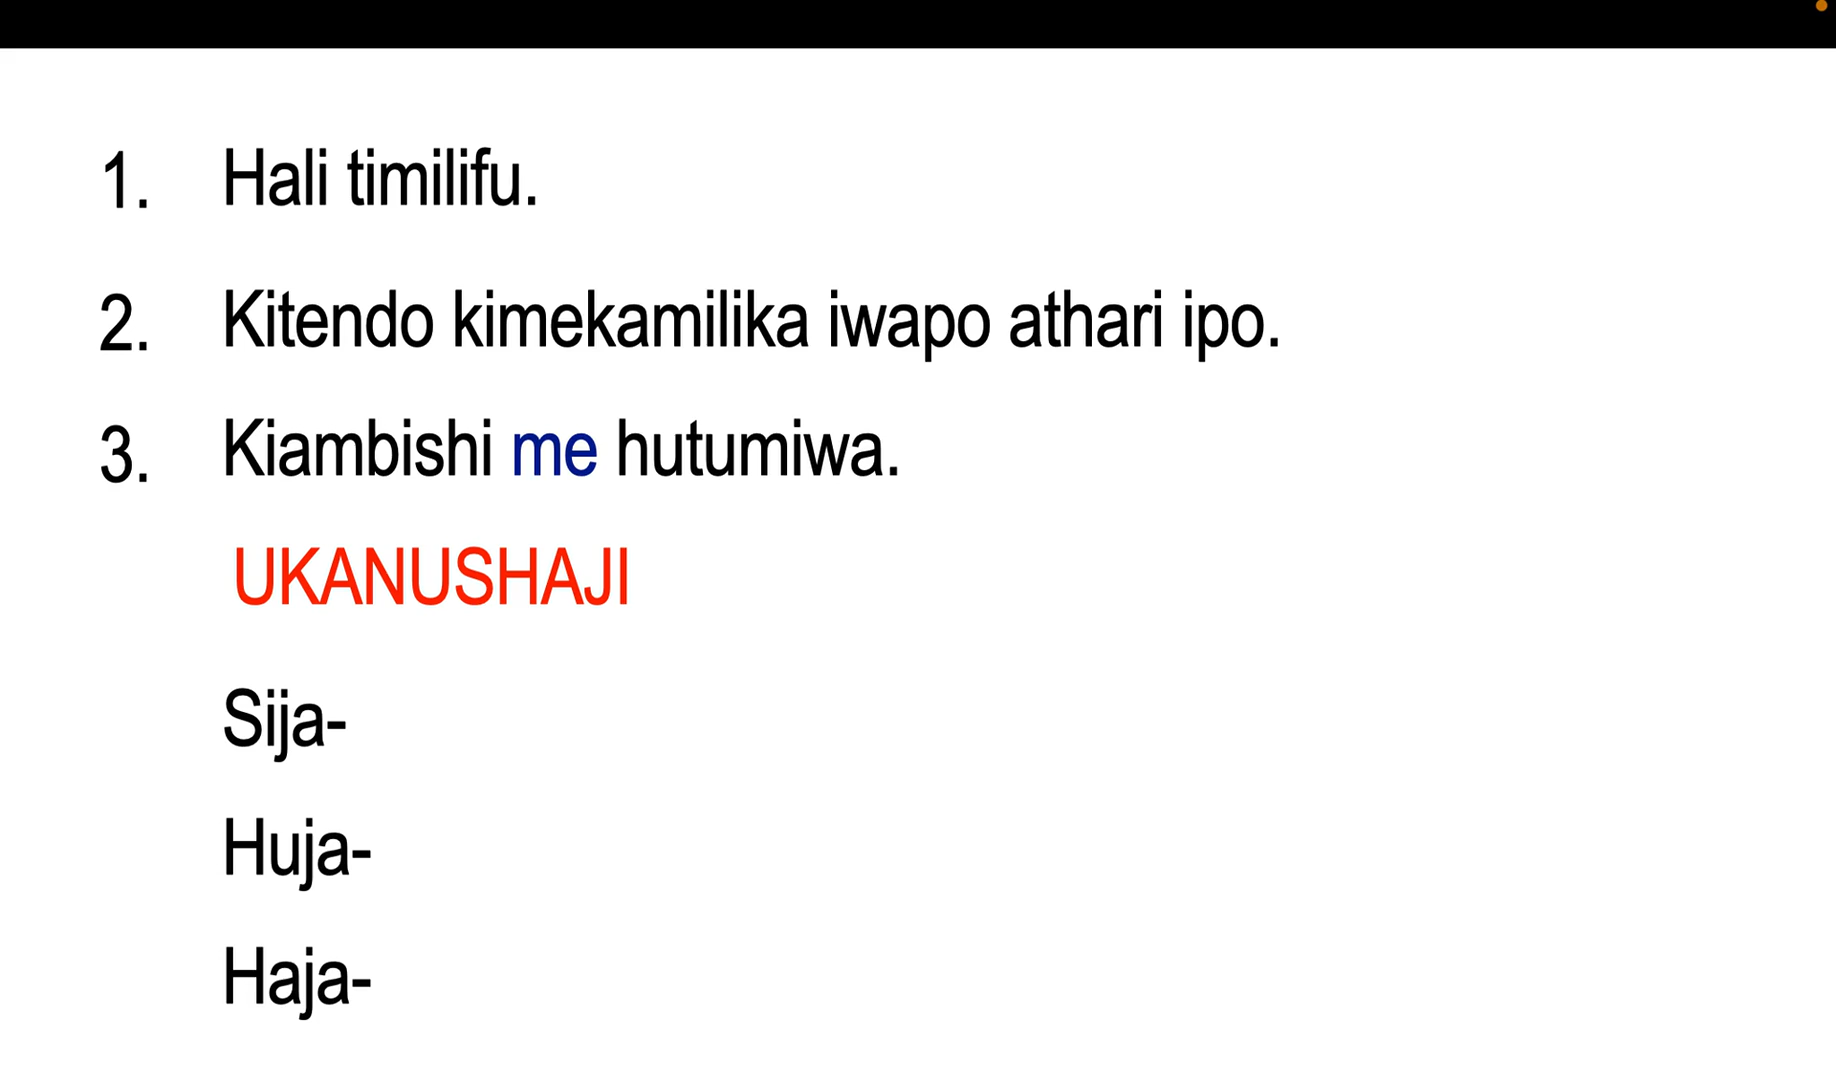 1. Hali timilifu.
2. Kitendo kimekamilika iwapo athari ipo.
3. Kiambishi me hutumiwa.
UKANUSHAJI
Sija-
Huja-
Haja-